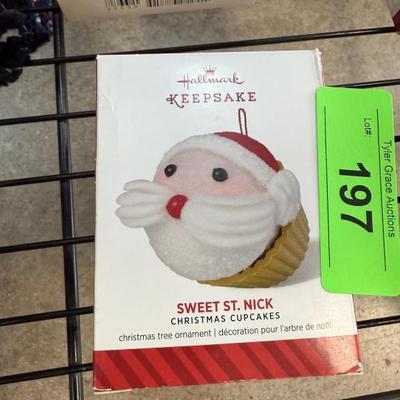 Hallmark
KEEPSAKE
SWEET ST. NICK
CHRISTMAS CUPCAKES
christmas tree ornament | décoration pour l'arbre de noël
Tyler Grace Auctions
Lot#:
197